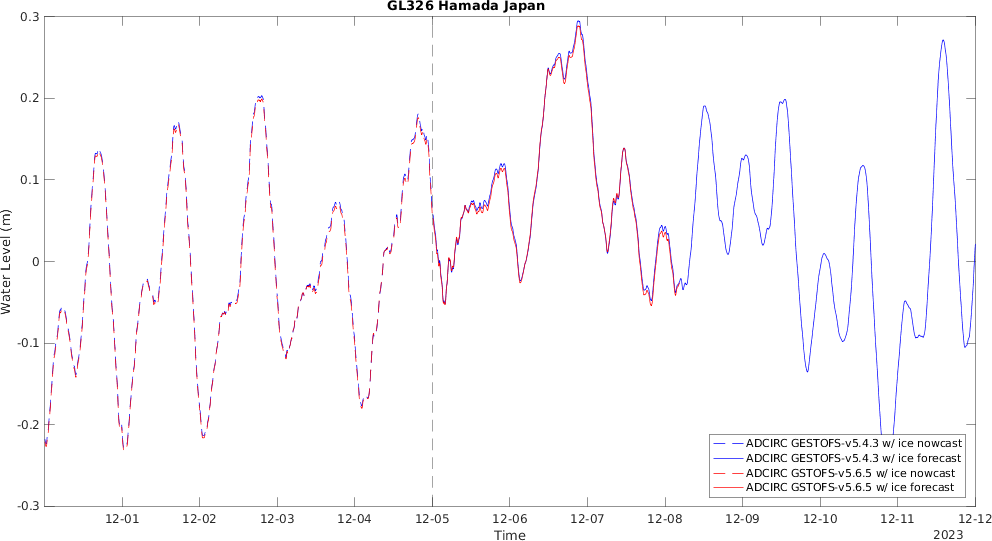 GL326 Hamada Japan
0.3
0.2
0.1
0
-0.1
-0.2
-0.3
Water Level (m)
12-01
12-02
12-03
12-04
12-05
12-06
12-07
12-08
12-09
12-10
12-11
12-12
Time
2023
ADCIRC GESTOFS-v5.4.3 w/ ice nowcast
ADCIRC GESTOFS-v5.4.3 w/ ice forecast
ADCIRC GSTOFS-v5.6.5 w/ ice nowcast
ADCIRC GSTOFS-v5.6.5 w/ ice forecast